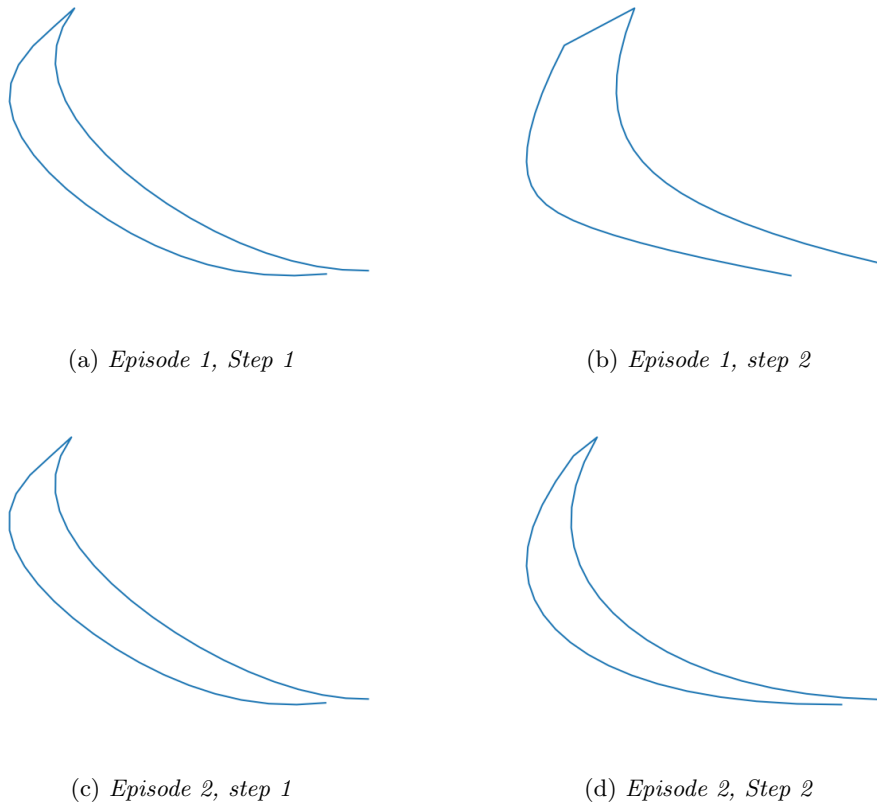 (a) Episode 1, Step 1
(b) Episode 1, step 2
(c) Episode 2, step 1
(d) Episode 2, Step 2